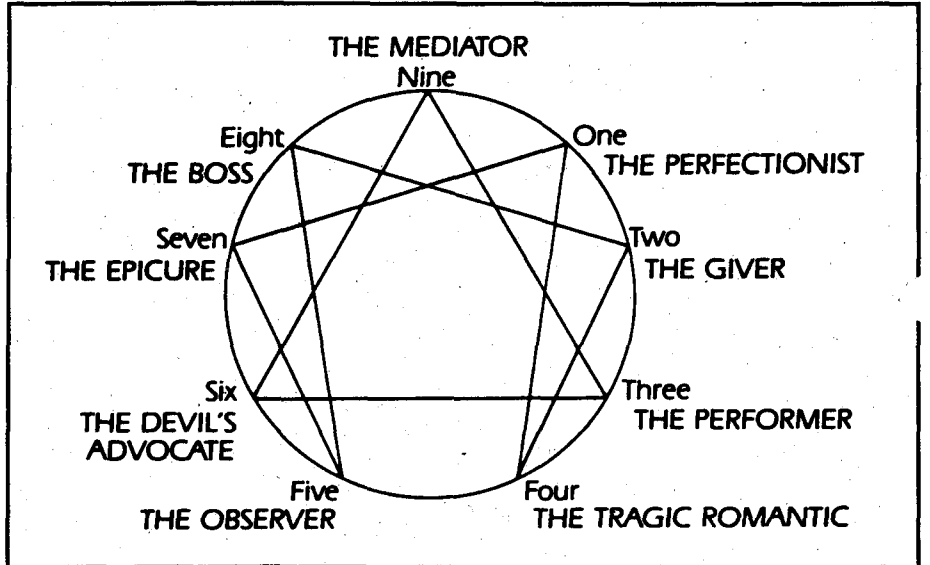 THE MEDIATOR
Nine
Eight
THE BOSS
One
THE PERFECTIONIST
Seven
THE EPICURE
Two
THE GIVER
Six
THE DEVIL'S
ADVOCATE
Three
THE PERFORMER
Five
THE OBSERVER
Four
THE TRAGIC ROMANTIC